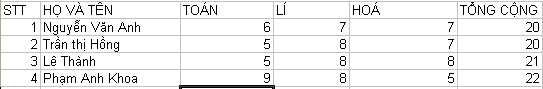 STT HỌ VÀ TÊN TOÁN LÍ HOÁ TỔNG CỘNG
1 Nguyễn Văn Anh 6 7 7 20
2 Trần thị Hồng 5 8 7 20
3 Lê Thành 5 8 8 21
4 Phạm Anh Khoa 9 8 5 22